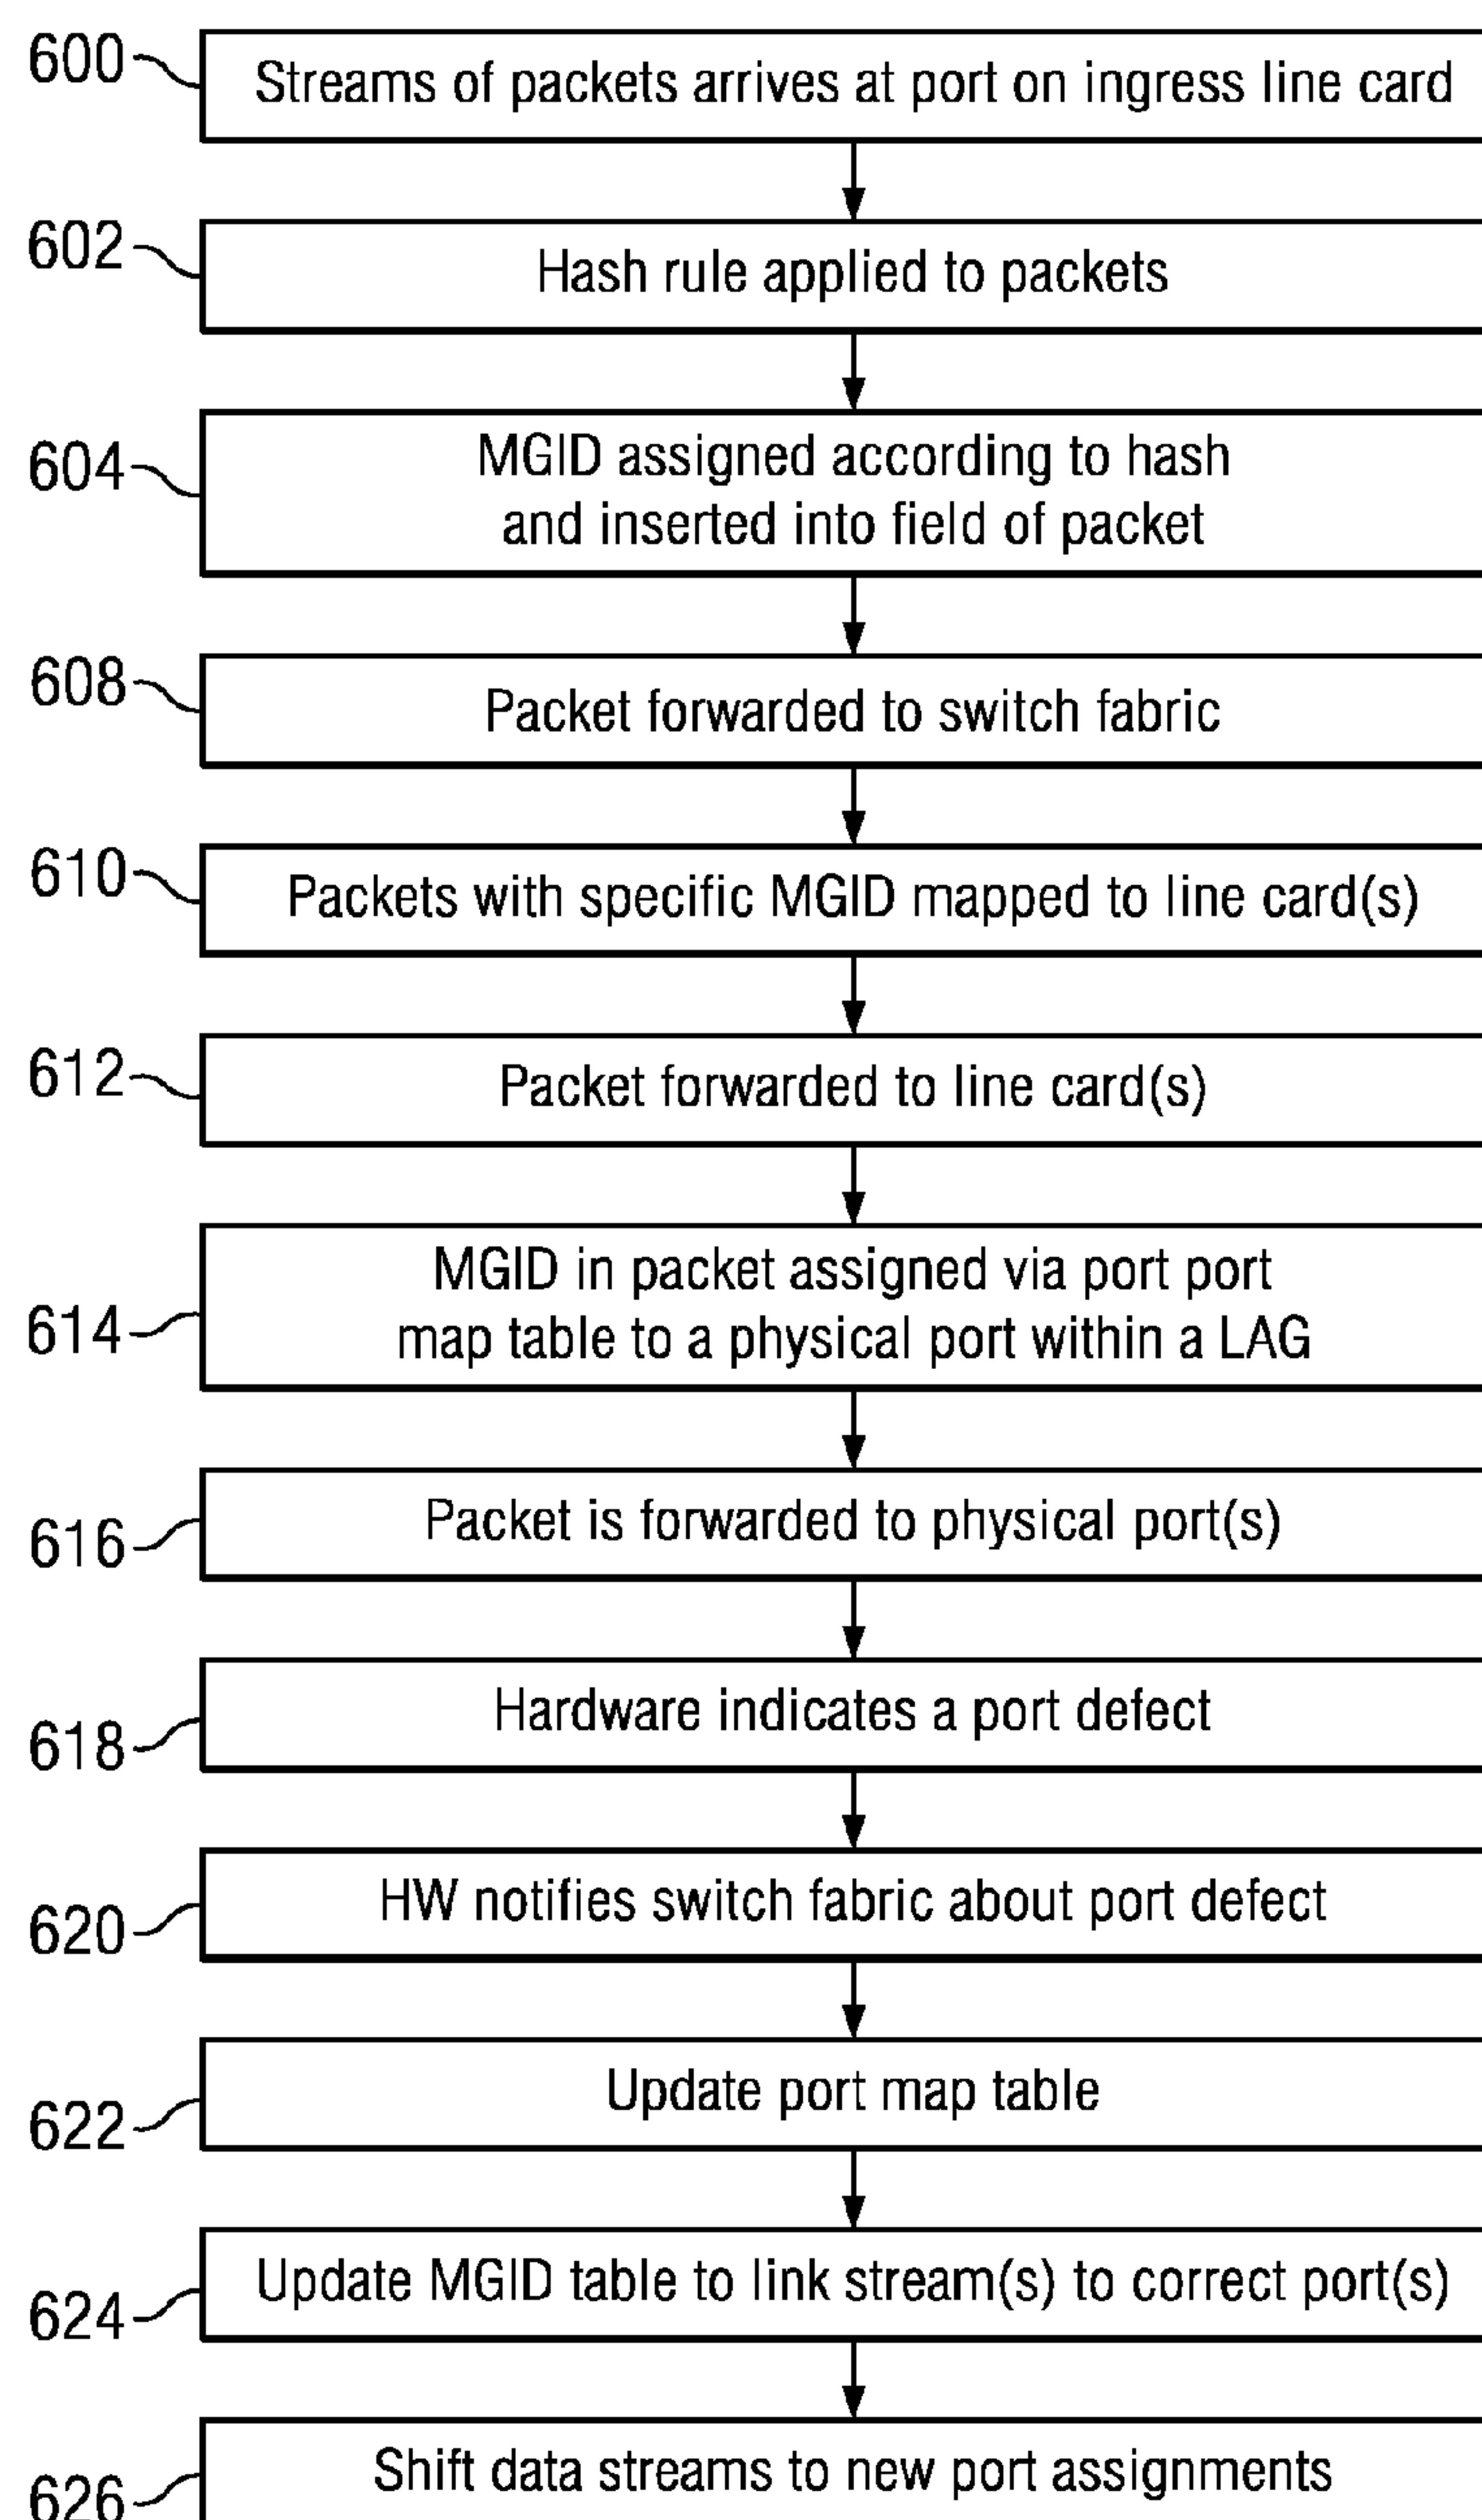 600 Streams of packets arrives at port on ingress line card
602 Hash rule applied to packets
604 MGID assigned according to hash
and inserted into field of packet
608 Packet forwarded to switch fabric
610 Packets with specific MGID mapped to line card(s)
612 Packet forwarded to line card(s)
MGID in packet assigned via port port
614 map table to a physical port within a LAG
616 Packet is forwarded to physical port(s)
618 Hardware indicates a port defect
620 HW notifies switch fabric about port defect
622 Update port map table
624 Update MGID table to link stream(s) to correct port(s)
626 Shift data streams to new port assignments